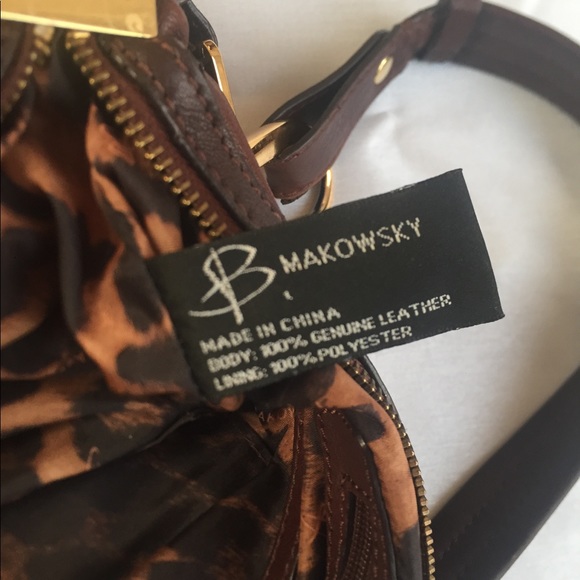 B MAKOWSKY
MADE IN CHINA
BODY: 100% GENUINE LEATHER
LINING: 100% POLYESTER